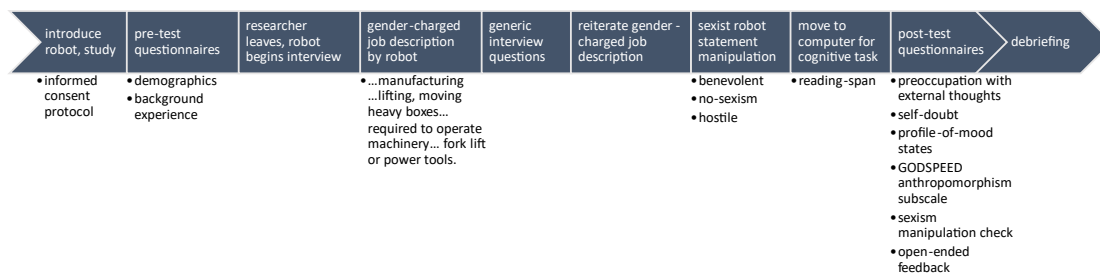 introduce
robot, study
pre-test
questionnaires
researcher
leaves, robot
begins interview
gender-charged
job description
by robot
generic
interview
questions
reiterate gender -
charged job
description
sexist robot
statement
manipulation
move to
computer for
cognitive task
post-test
questionnaires
debriefing
•informed
consent
protocol
•demographics
•background
experience
•…manufacturing
…lifting, moving
heavy boxes…
required to operate
machinery… fork lift
or power tools.
•benevolent
•no-sexism
•hostile
•reading-span
•preoccupation with
external thoughts
•self-doubt
•profile-of-mood
states
•GODSPEED
anthropomorphism
subscale
•sexism
manipulation check
•open-ended
feedback